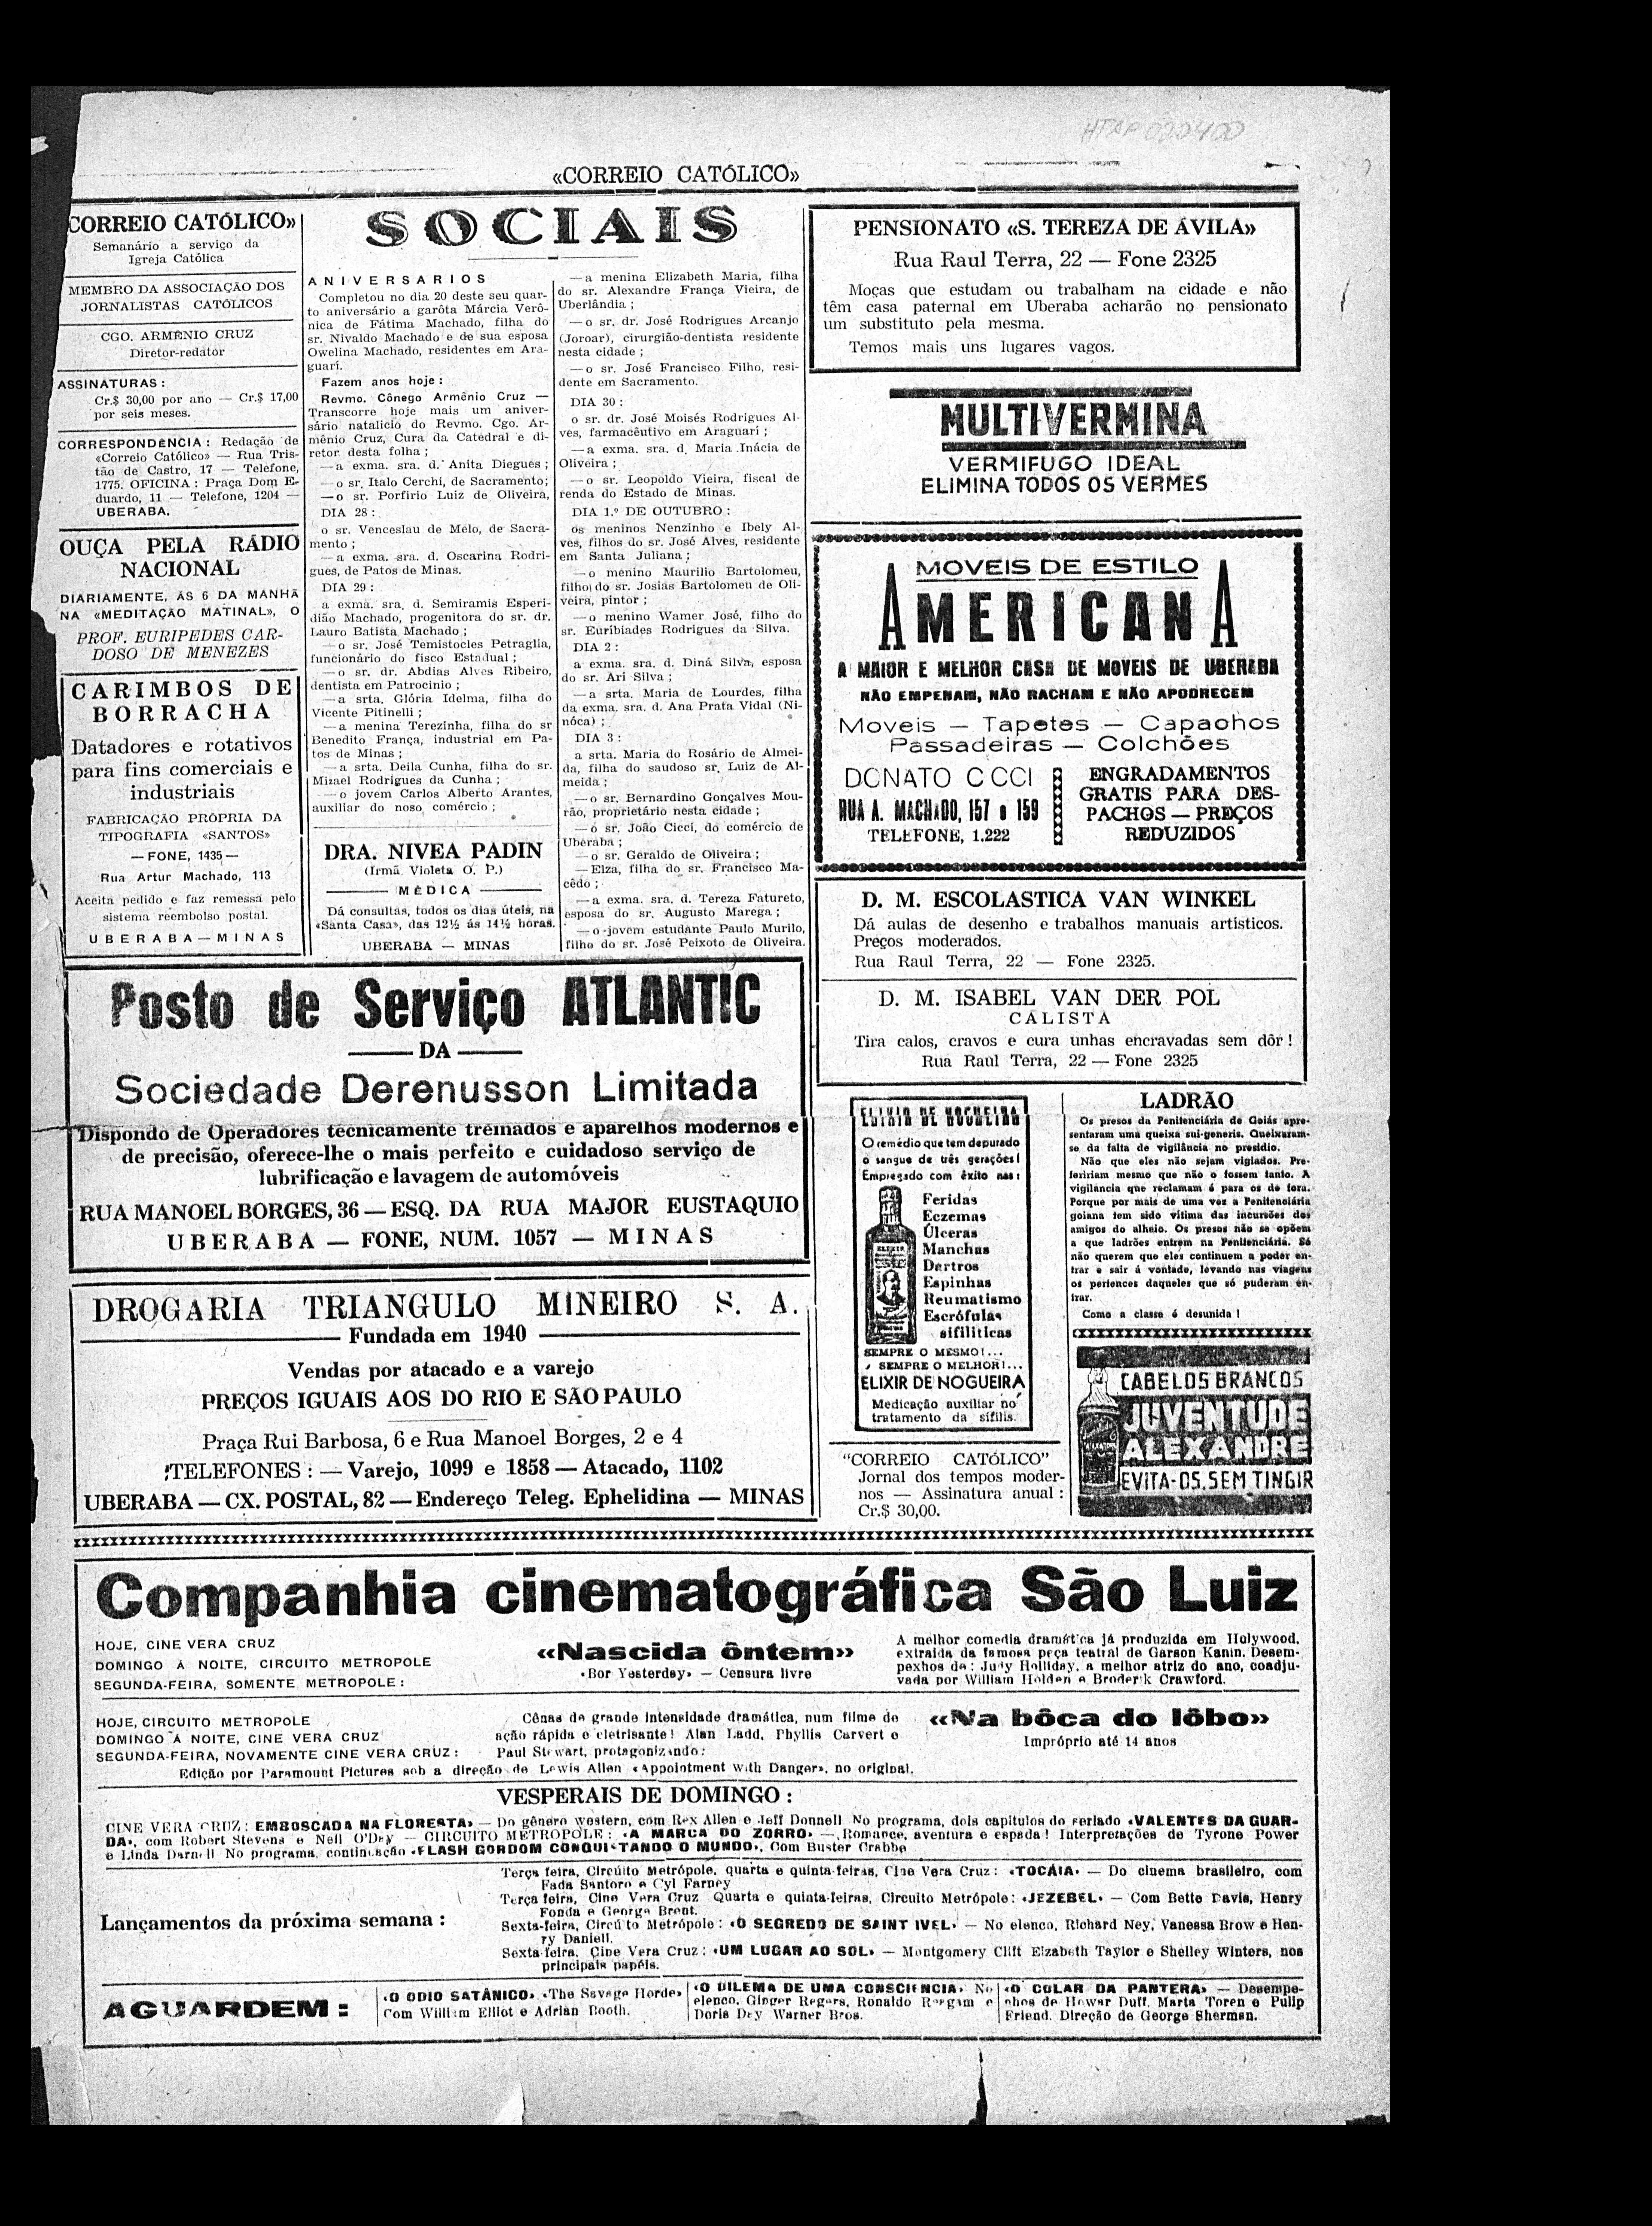 HTAP 020400
«CORREIO CATÓLICO»
CORREIO CATÓLICO»
Semanário a serviço da
Igreja Católica
MEMBRO DA ASSOCIAÇÃO DOS
JORNALISTAS CATÓLICOS
CGO. ARMÊNIO CRUZ
Diretor-redator
ASSINATURAS :
Cr.$ 30,00 por ano — Cr.$ 17,00
por seis meses.
CORRESPONDÊNCIA : Redação de
«Correio Católico» — Rua Tris-
tão de Castro, 17 — Telefone,
1775. OFICINA : Praça Dom E-
duardo, 11 — Telefone, 1204 —
UBERABA.
OUÇA PELA RÁDIO
NACIONAL
DIARIAMENTE, ÀS 6 DA MANHÃ
NA «MEDITAÇÃO MATINAL», O
PROF. EURIPEDES CAR-
DOSO DE MENEZES
CARIMBOS DE
BORRACHA
Datadores e rotativos
para fins comerciais e
industriais
FABRICAÇÃO PRÓPRIA DA
TIPOGRAFIA «SANTOS»
— FONE, 1435 —
Rua Artur Machado, 113
Aceita pedido e faz remessa pelo
sistema reembolso postal.
UBERABA — MINAS
SOCIAIS
ANIVERSARIOS
Completou no dia 20 deste seu quar-
to aniversário a garôta Márcia Verô-
nica de Fátima Machado, filha do
sr. Nivaldo Machado e de sua esposa
Owelina Machado, residentes em Ara-
guari.
Fazem anos hoje :
Revmo. Cônego Armênio Cruz —
Transcorre hoje mais um aniver-
sário natalicio do Revmo. Cgo. Ar-
mênio Cruz, Cura da Catedral e di-
retor desta folha ;
— a exma. sra. d. Anita Diegues ;
— o sr. Italo Cerchi, de Sacramento;
— o sr. Porfirio Luiz de Oliveira,
DIA 28 :
o sr. Venceslau de Mélo, de Sacra-
mento ;
— a exma. sra. d. Oscarina Rodri-
gues, de Patos de Minas.
DIA 29 :
a exma. sra. d. Semiramis Esperi-
dião Machado, progenitora do sr. dr.
Lauro Batista Machado ;
— o sr. José Temistocles Petraglia,
funcionário do fisco Estadual ;
— o sr. dr. Abdias Alves Ribeiro,
dentista em Patrocinio ;
— a srta. Glória Idelma, filha do
Vicente Pitinelli ;
— a menina Terezinha, filha do sr
Benedito França, industrial em Pa-
tos de Minas ;
— a srta. Deila Cunha, filha do sr.
Mizael Rodrigues da Cunha ;
— o jovem Carlos Alberto Arantes,
auxiliar do noso comércio ;
DRA. NIVEA PADIN
(Irmã Violeta O. P.)
MÉDICA
Dá consultas, todos os dias úteis, na
«Santa Casa», das 12½ ás 14½ horas.
UBERABA — MINAS
— a menina Elizabeth Maria, filha
do sr. Alexandre França Vieira, de
Uberlândia ;
— o sr. dr. José Rodrigues Arcanjo
(Joroar), cirurgião-dentista residente
nesta cidade ;
— o sr. José Francisco Filho, resi-
dente em Sacramento.
DIA 30 :
o sr. dr. José Moisés Rodrigues Al-
ves, farmacêutivo em Araguari ;
— a exma. sra. d. Maria Inácia de
Oliveira ;
— o sr. Leopoldo Vieira, fiscal de
renda do Estado de Minas.
DIA 1.º DE OUTUBRO :
os meninos Nenzinho e Ibely Al-
ves, filhos do sr. José Alves, residente
em Santa Juliana ;
— o menino Maurilio Bartolomeu,
filho do sr. Josias Bartolomeu de Oli-
veira, pintor ;
— o menino Wamer José, filho do
sr. Euribiades Rodrigues da Silva.
DIA 2 :
a exma. sra. d. Diná Silva, esposa
do sr. Ari Silva ;
— a srta. Maria de Lourdes, filha
da exma. sra. d. Ana Prata Vidal (Ni-
nóca) ;
DIA 3 :
a srta. Maria do Rosário de Almei-
da, filha do saudoso sr. Luiz de Al-
meida ;
— o sr. Bernardino Gonçalves Mou-
rão, proprietário nesta cidade ;
— o sr. João Cicci, do comércio de
Uberaba ;
— o sr. Geraldo de Oliveira ;
— Elza, filha do sr. Francisco Ma-
cêdo ;
— a exma. sra. d. Tereza Fatureto,
esposa do sr. Augusto Marega ;
— o jovem estudante Paulo Murilo,
filho do sr. José Peixoto de Oliveira.
PENSIONATO «S. TEREZA DE ÁVILA»
Rua Raul Terra, 22 — Fone 2325
Moças que estudam ou trabalham na cidade e não
têm casa paternal em Uberaba acharão no pensionato
um substituto pela mesma.
Temos mais uns lugares vagos.
MULTIVERMINA
VERMIFUGO IDEAL
ELIMINA TODOS OS VERMES
MOVEIS DE ESTILO
AMERICANA
A MAIOR E MELHOR CASA DE MOVEIS DE UBERABA
NÃO EMPENAM, NÃO RACHAM E NÃO APODRECEM
Moveis — Tapetes — Capachos
Passadeiras — Colchões
DONATO CICCI
RUA A. MACHADO, 157 e 159
TELEFONE, 1.222
ENGRADAMENTOS
GRATIS PARA DES-
PACHOS — PREÇOS
REDUZIDOS
D. M. ESCOLASTICA VAN WINKEL
Dá aulas de desenho e trabalhos manuais artisticos.
Preços moderados.
Rua Raul Terra, 22 — Fone 2325.
D. M. ISABEL VAN DER POL
CALISTA
Tira calos, cravos e cura unhas encravadas sem dôr !
Rua Raul Terra, 22 — Fone 2325
Posto de Serviço ATLANTIC
DA
Sociedade Derenusson Limitada
Dispondo de Operadores técnicamente treinados e aparelhos modernos e
de precisão, oferece-lhe o mais perfeito e cuidadoso serviço de
lubrificação e lavagem de automóveis
RUA MANOEL BORGES, 36 — ESQ. DA RUA MAJOR EUSTAQUIO
UBERABA — FONE, NUM. 1057 — MINAS
DROGARIA TRIANGULO MINEIRO S. A.
Fundada em 1940
Vendas por atacado e a varejo
PREÇOS IGUAIS AOS DO RIO E SÃO PAULO
Praça Rui Barbosa, 6 e Rua Manoel Borges, 2 e 4
TELEFONES : — Varejo, 1099 e 1858 — Atacado, 1102
UBERABA — CX. POSTAL, 82 — Endereço Teleg. Ephelidina — MINAS
ELIXIR DE NOGUEIRA
O remédio que tem depurado
o sangue de três gerações!
Empregado com êxito nas :
Feridas
Eczemas
Úlceras
Manchas
Dartros
Espinhas
Reumatismo
Escrófulas
sifiliticas
ELIXIR
SEMPRE O MESMO!...
SEMPRE O MELHOR!...
ELIXIR DE NOGUEIRA
Medicação auxiliar no
tratamento da sífilis.
"CORREIO CATÓLICO"
Jornal dos tempos moder-
nos — Assinatura anual :
Cr.$ 30,00.
LADRÃO
Os presos da Penitenciária de Goiás apre-
sentaram uma queixa sui-generis. Queixaram-
se da falta de vigilância no presídio.
Não que eles não sejam vigiados. Pre-
feririam mesmo que não o fossem tanto. A
vigilância que reclamam é para os de fora.
Porque por mais de uma vez a Penitenciária
goiana tem sido vítima das incursões dos
amigos do alheio. Os presos não se opõem
a que ladrões entrem na Penitenciária. Só
não querem que eles continuem a poder en-
trar e sair á vontade, levando nas viagens
os pertences daqueles que só puderam en-
trar.
Como a classe é desunida !
CABELOS BRANCOS
JUVENTUDE
ALEXANDRE
EVITA-OS, SEM TINGIR
Companhia cinematográfica São Luiz
HOJE, CINE VERA CRUZ
DOMINGO À NOITE, CIRCUITO METROPOLE
SEGUNDA-FEIRA, SOMENTE METROPOLE :
«Nascida ôntem»
«Bor Yesterday» — Censura livre
A melhor comedia dramática já produzida em Holywood,
extraida da famosa peça teatral de Garson Kanin. Desem-
penhos de : Judy Holliday, a melhor atriz do ano, coadju-
vada por William Holden e Broderik Crawford.
HOJE, CIRCUITO METROPOLE
DOMINGO À NOITE, CINE VERA CRUZ
SEGUNDA-FEIRA, NOVAMENTE CINE VERA CRUZ :
Cênas de grande intensidade dramática, num filme de
ação rápida e eletrisante! Alan Ladd, Phyllis Carvert e
Paul Stewart, protagonizando:
Edição por Paramount Pictures sob a direção de Lewis Allen «Appointment with Danger», no original.
«Na bôca do lôbo»
Impróprio até 14 anos
VESPERAIS DE DOMINGO :
CINE VERA CRUZ : EMBOSCADA NA FLORESTA» — Do gênero western, com Rex Allen e Jeff Donnell No programa, dois capitulos do seriado «VALENTES DA GUAR-
DA», com Robert Stevens e Nell O'Dey — CIRCUITO METROPOLE : «A MARCA DO ZORRO» — Romance, aventura e espada ! Interpretações de Tyrone Power
e Linda Darnell No programa, continuação «FLASH GORDOM CONQUISTANDO O MUNDO», Com Buster Crabbe
Lançamentos da próxima semana :
Terça feira, Circúito Metrópole, quarta e quinta-feiras, Cine Vera Cruz : «TOCÁIA» — Do cinema brasileiro, com
Fada Santoro e Cyl Farney
Terça feira, Cine Vera Cruz Quarta e quinta-feiras, Circuito Metrópole : «JEZEBEL» — Com Bette Davis, Henry
Fonda e George Brent.
Sexta-feira, Circúito Metrópole : «O SEGREDO DE SAINT IVEL» — No elenco, Richard Ney, Vanessa Brow e Hen-
ry Daniell.
Sexta-feira, Cine Vera Cruz : «UM LUGAR AO SOL» — Montgomery Clift Elzabeth Taylor e Shelley Winters, nos
principais papéis.
AGUARDEM :
«O ODIO SATÂNICO» «The Savage Horde»
Com William Elliot e Adrian Booth.
«O DILEMA DE UMA CONSCIENCIA» No
elenco, Ginger Regers, Ronaldo Reegam e
Doris Dey Warner Bros.
«O COLAR DA PANTERA» — Desempe-
nhos de Howar Duff, Marta Toren e Pulip
Friend. Direção de George Sherman.